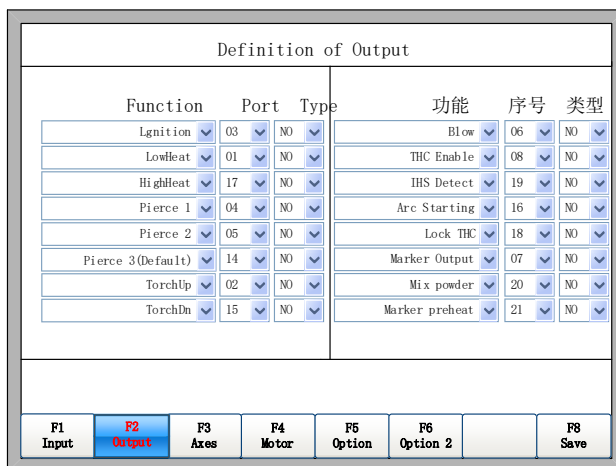 Definition of Output
Function Port Type
Lgnition 03 NO
LowHeat 01 NO
HighHeat 17 NO
Pierce 1 04 NO
Pierce 2 05 NO
Pierce 3(Default) 14 NO
TorchUp 02 NO
TorchDn 15 NO
功能 序号 类型
Blow 06 NO
THC Enable 08 NO
IHS Detect 19 NO
Arc Starting 16 NO
Lock THC 18 NO
Marker Output 07 NO
Mix powder 20 NO
Marker preheat 21 NO
F1 F2 F3 F4 F5 F6 F8
Input Output Axes Motor Option Option 2 Save